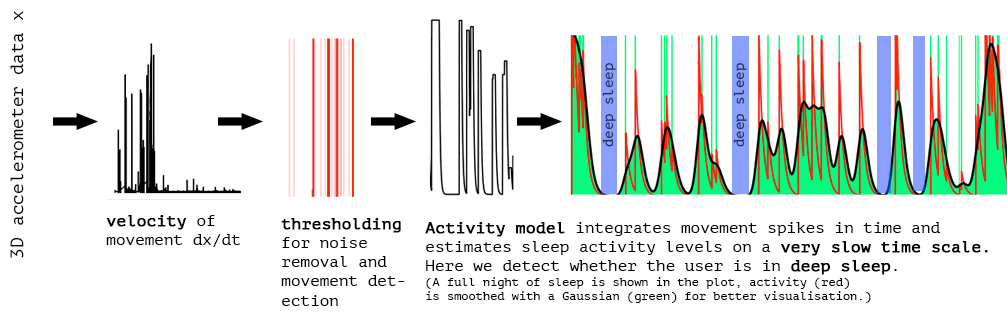 3D accelerometer data x
deep sleep
deep sleep
velocity of
movement dx/dt
thresholding
for noise
removal and
movement det-
ection
Activity model integrates movement spikes in time and
estimates sleep activity levels on a very slow time scale.
Here we detect whether the user is in deep sleep.
(A full night of sleep is shown in the plot, activity (red)
is smoothed with a Gaussian (green) for better visualisation.)